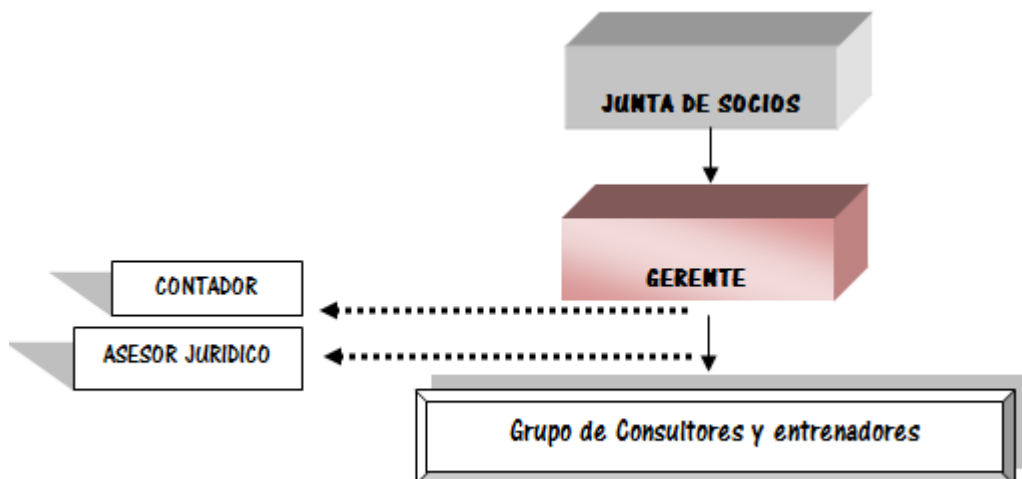 JUNTA DE SOCIOS
GERENTE
CONTADOR
ASESOR JURIDICO
Grupo de Consultores y entrenadores